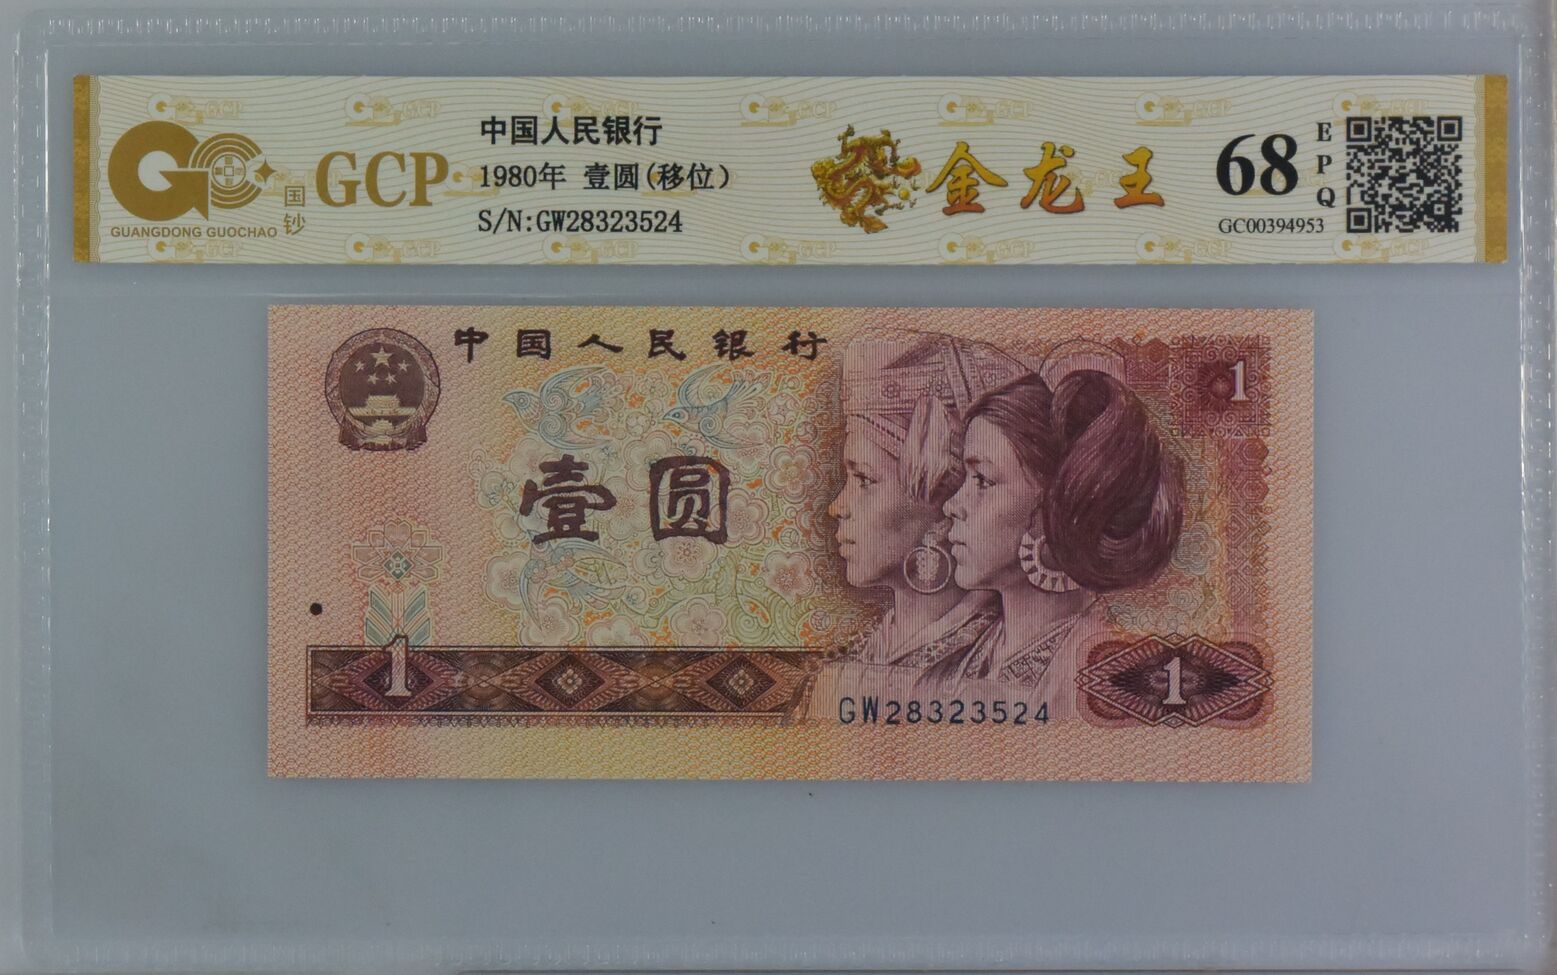 GCP
GUANGDONG GUOCHAO
国钞
GCP
中国人民银行
1980年 壹圆(移位)
S/N:GW28323524
金龙王
68
EPQ
GC00394953
中国人民银行
1
壹圆
1
1
GW28323524